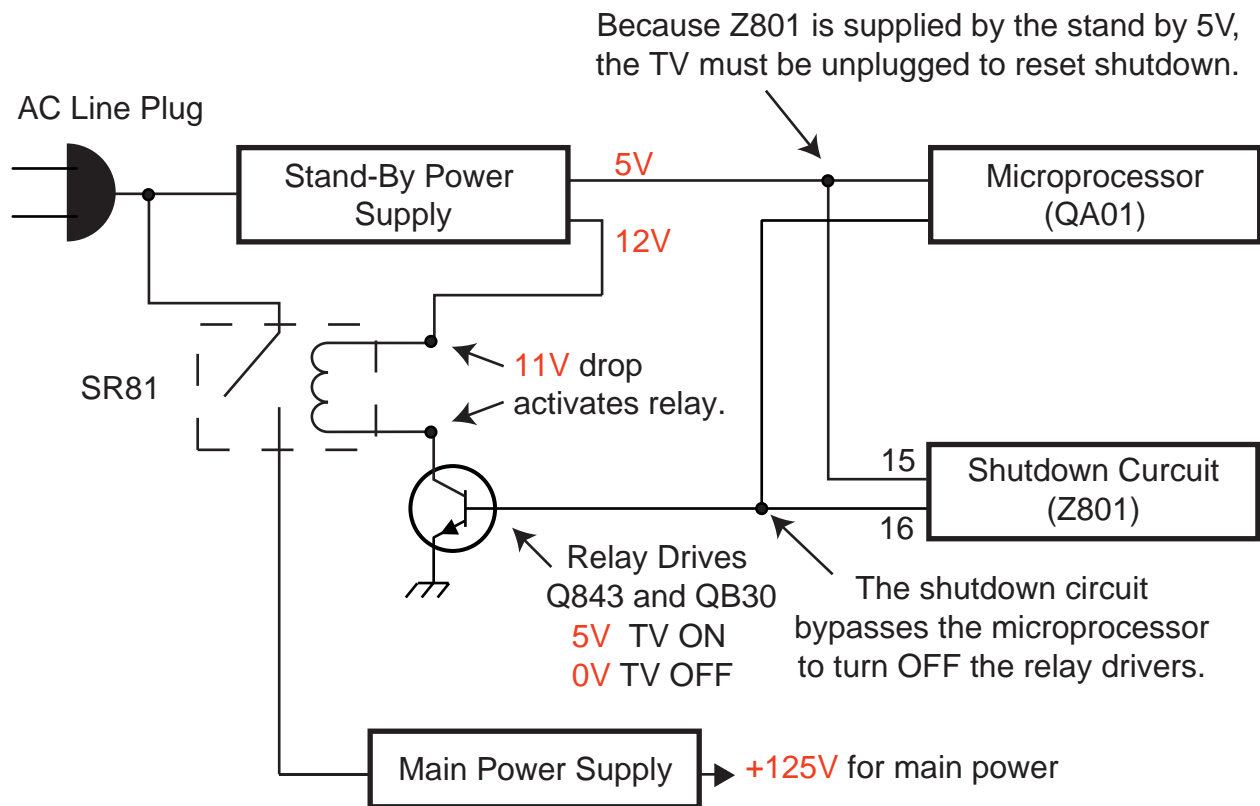 Because Z801 is supplied by the stand by 5V,
the TV must be unplugged to reset shutdown.
AC Line Plug
Stand-By Power
Supply
5V
12V
Microprocessor
(QA01)
SR81
11V drop
activates relay.
15
16
Shutdown Curcuit
(Z801)
Relay Drives
Q843 and QB30
5V TV ON
0V TV OFF
The shutdown circuit
bypasses the microprocessor
to turn OFF the relay drivers.
Main Power Supply
+125V for main power